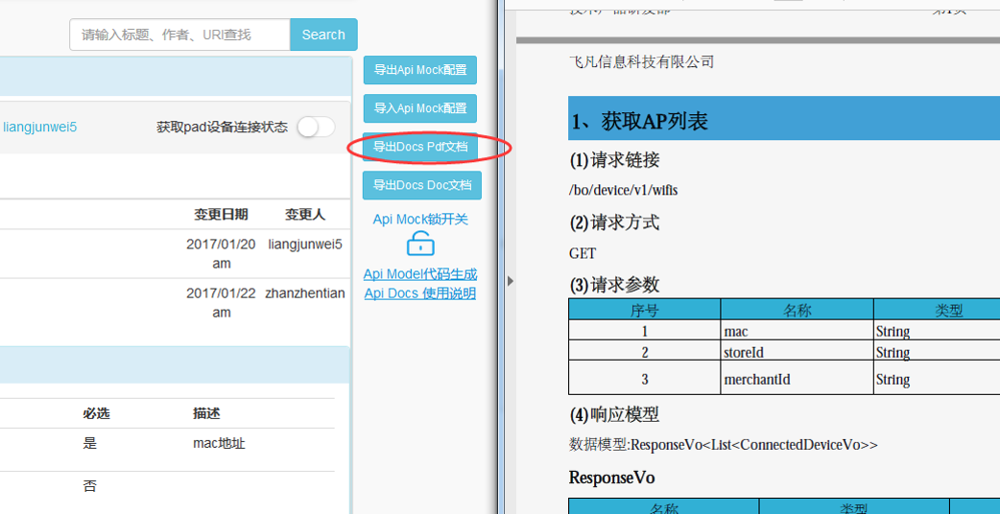 请输入标题、作者、URI查找
Search
导出Api Mock配置
liangjunwei5
获取pad设备连接状态
导入Api Mock配置
导出Docs Pdf文档
导出Docs Doc文档
变更日期 变更人
Api Mock锁开关
2017/01/20 am liangjunwei5
Api Model代码生成
Api Docs 使用说明
2017/01/22 am zhanzhentian
必选 描述
是 mac地址
否
技术产品研发部 第1页
飞凡信息科技有限公司
1、获取AP列表
(1)请求链接
/bo/device/v1/wifis
(2)请求方式
GET
(3)请求参数
序号 名称 类型
1 mac String
2 storeId String
3 merchantId String
(4)响应模型
数据模型:ResponseVo<List<ConnectedDeviceVo>>
ResponseVo
名称 类型